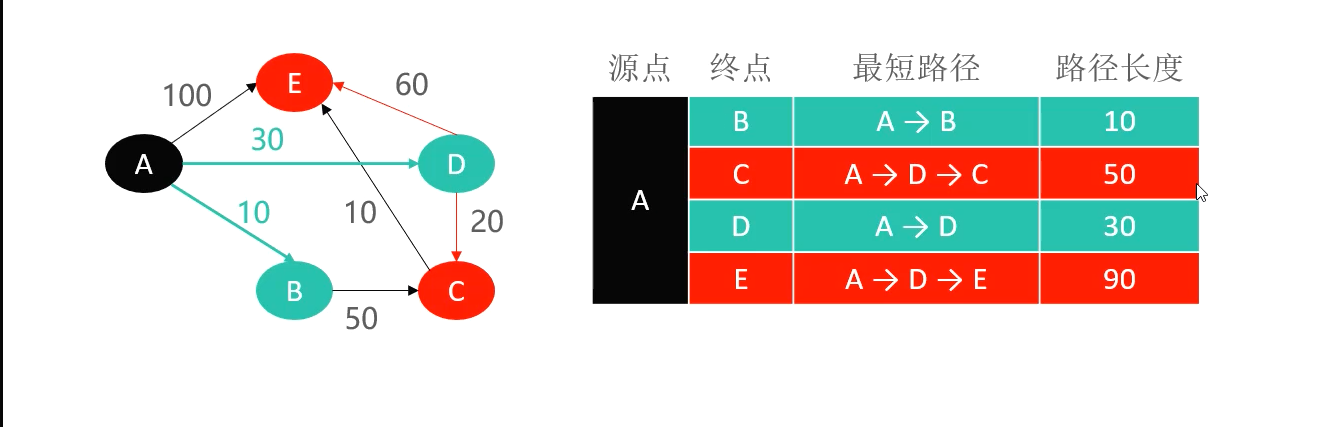 E
100
60
30
A
D
10
10
20
B
C
50
源点 终点 最短路径 路径长度
A
B A → B 10
C A → D → C 50
D A → D 30
E A → D → E 90